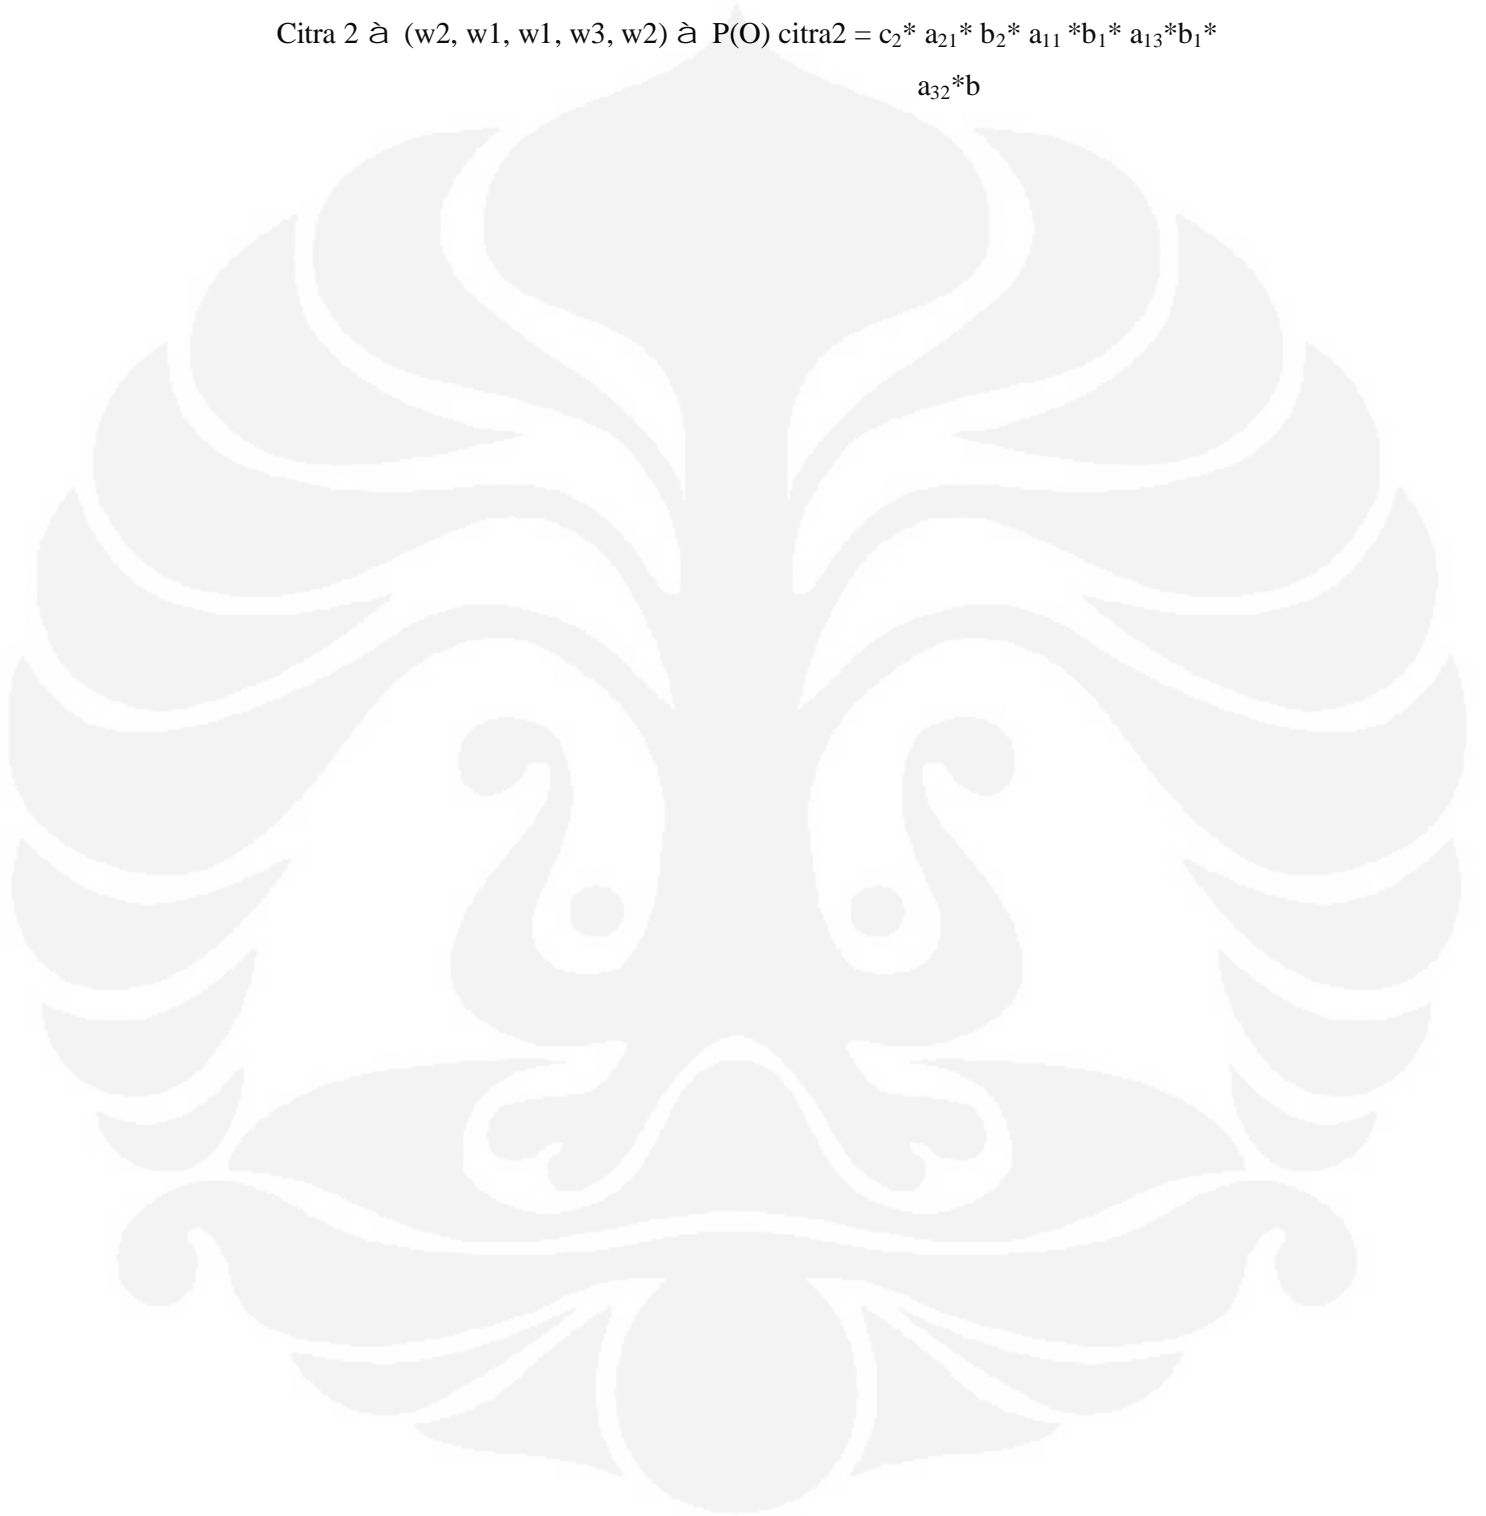 Citra 2 à (w2, w1, w1, w3, w2) à P(O) citra2 = c₂* a₂₁* b₂* a₁₁ *b₁* a₁₃*b₁*
a₃₂*b